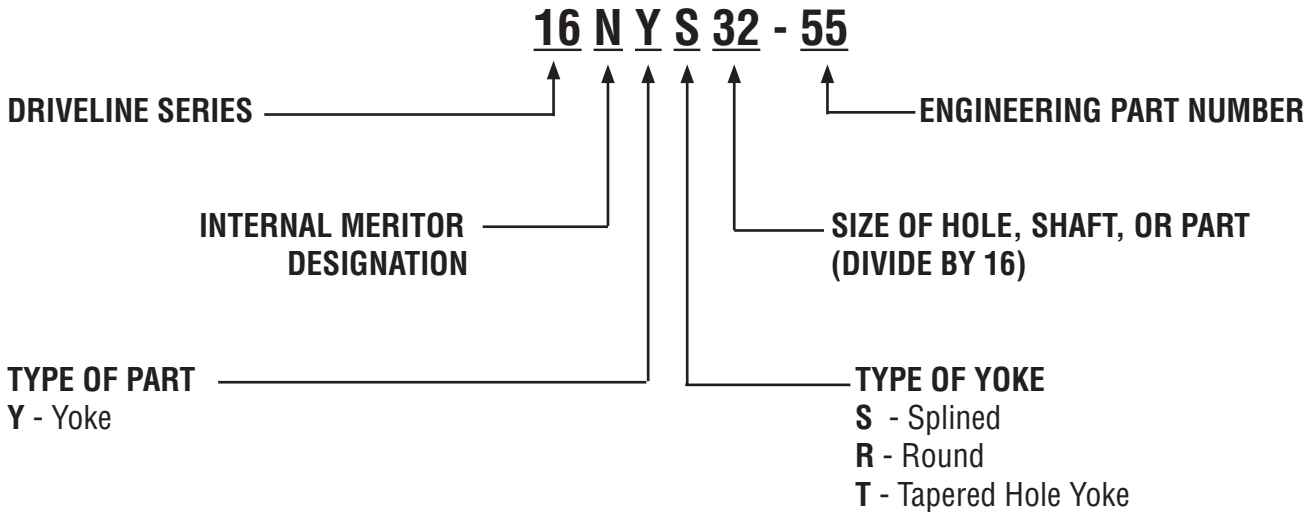 16 N Y S 32 - 55
DRIVELINE SERIES
ENGINEERING PART NUMBER
INTERNAL MERITOR
DESIGNATION
SIZE OF HOLE, SHAFT, OR PART
(DIVIDE BY 16)
TYPE OF PART
Y - Yoke
TYPE OF YOKE
S - Splined
R - Round
T - Tapered Hole Yoke